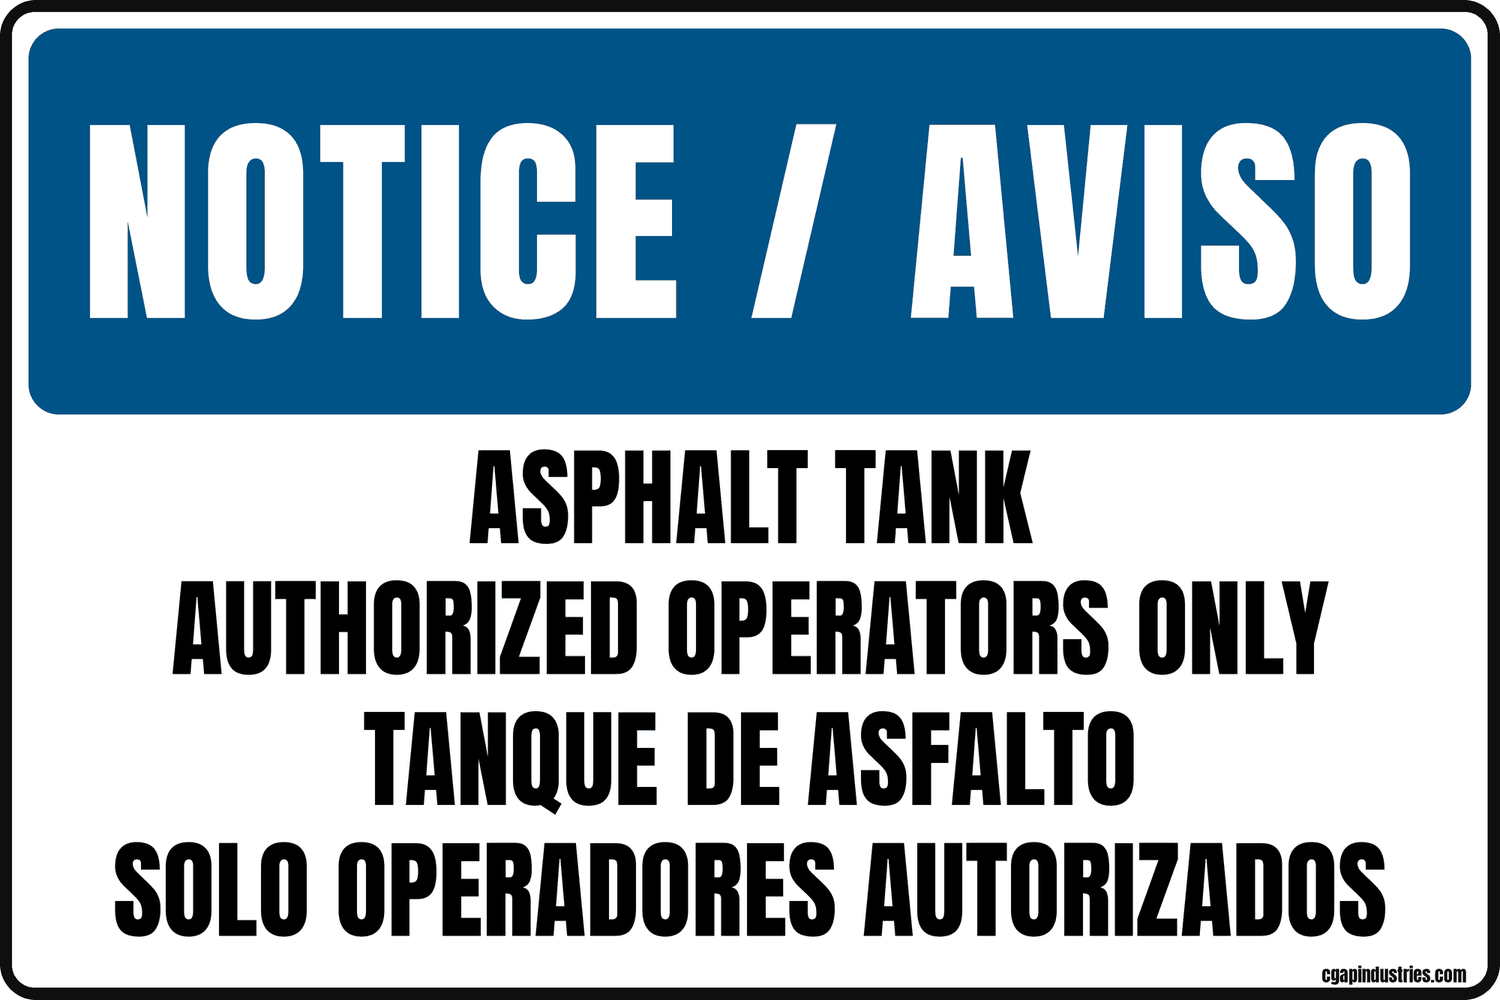 NOTICE / AVISO
ASPHALT TANK
AUTHORIZED OPERATORS ONLY
TANQUE DE ASFALTO
SOLO OPERADORES AUTORIZADOS
cgapindustries.com